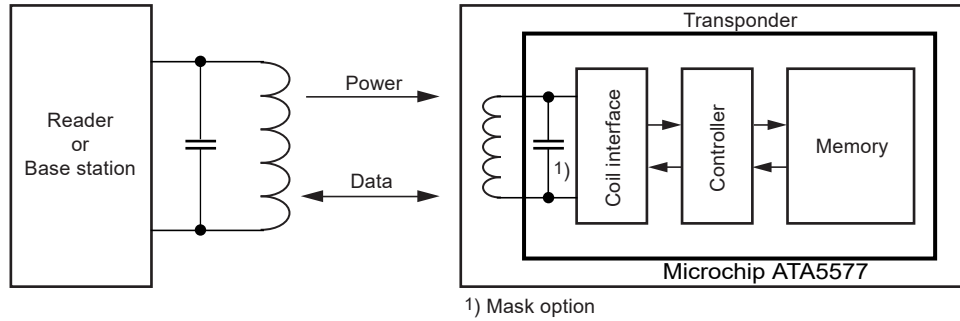 Reader
or
Base station
Power
Data
Transponder
1)
Coil interface
Controller
Memory
Microchip ATA5577
1) Mask option